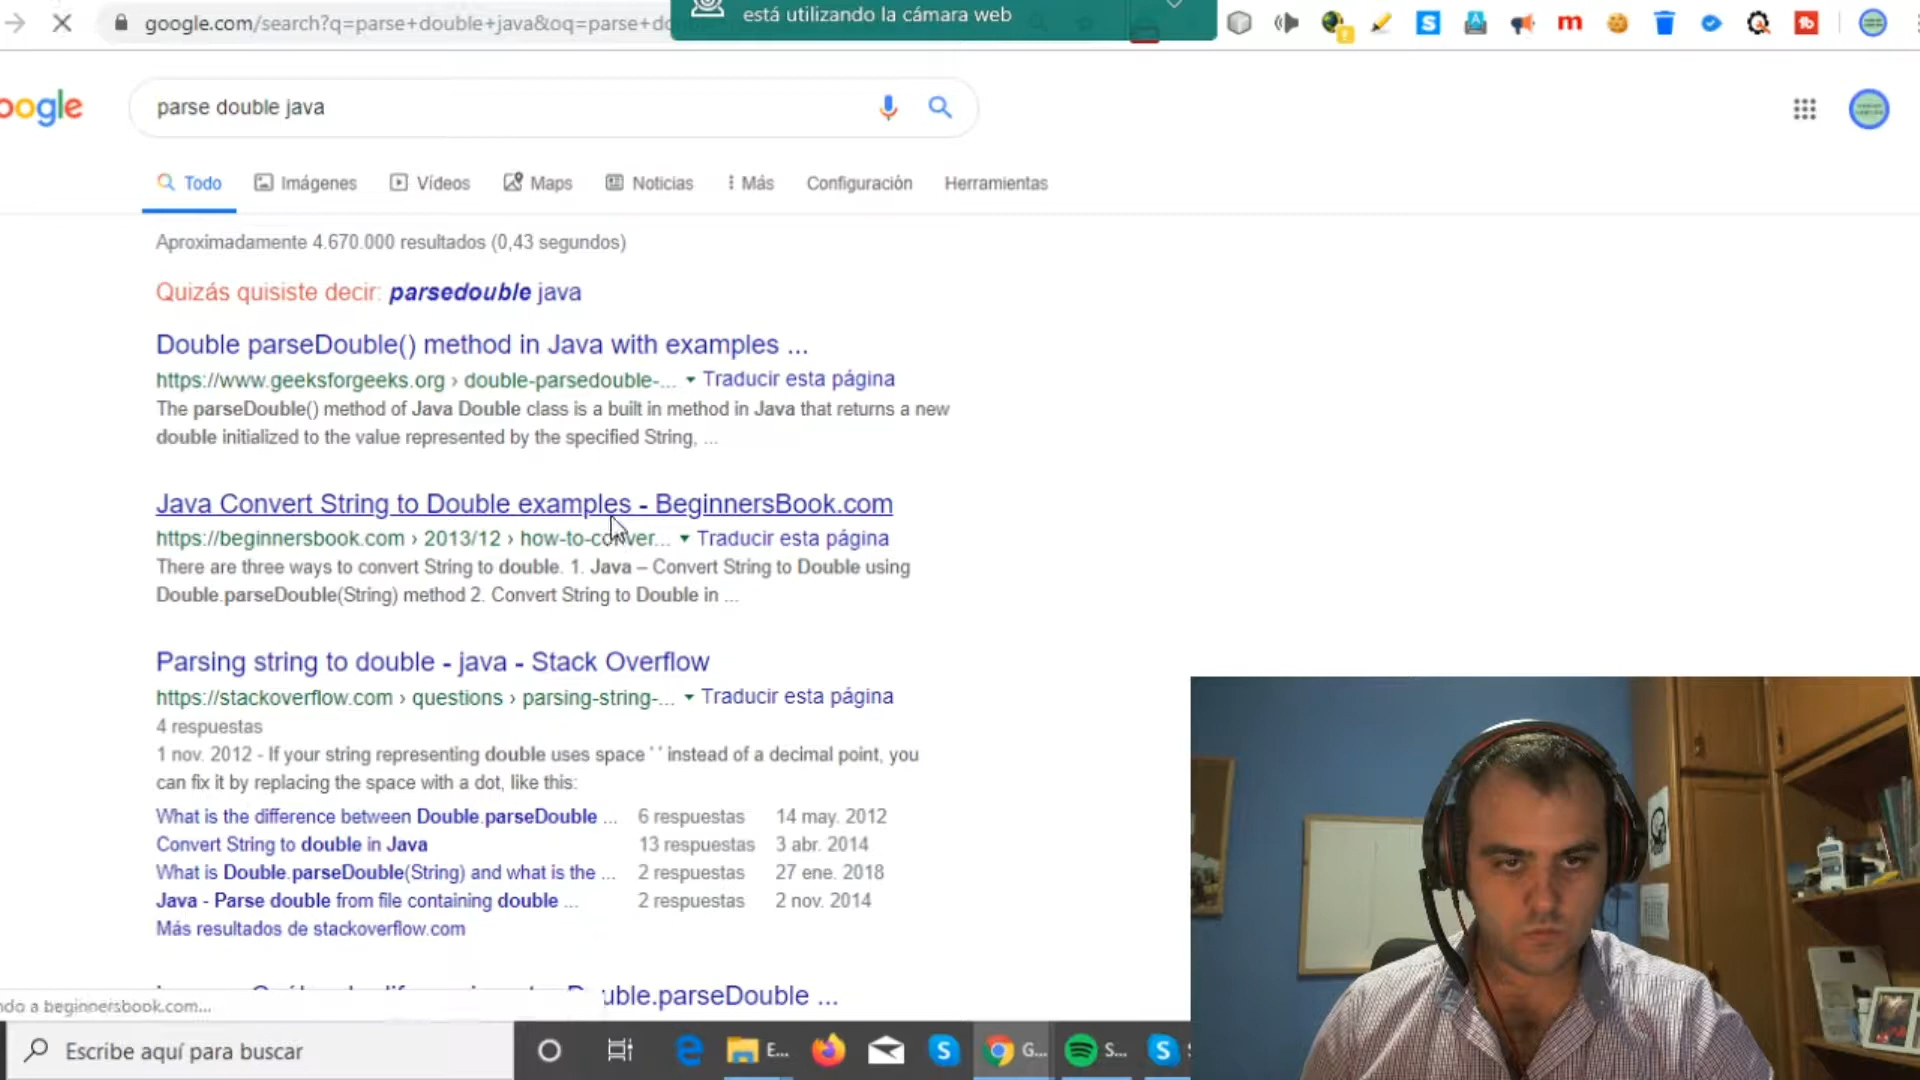 google.com/search?q=parse+double+java&oq=parse+do
está utilizando la cámara web
oogle
parse double java
Todo Imágenes Vídeos Maps Noticias Más Configuración Herramientas
Aproximadamente 4.670.000 resultados (0,43 segundos)
Quizás quisiste decir: parsedouble java
Double parseDouble() method in Java with examples ...
https://www.geeksforgeeks.org › double-parsedouble-... Traducir esta página
The parseDouble() method of Java Double class is a built in method in Java that returns a new
double initialized to the value represented by the specified String, ...
Java Convert String to Double examples - BeginnersBook.com
https://beginnersbook.com › 2013/12 › how-to-conver... Traducir esta página
There are three ways to convert String to double. 1. Java – Convert String to Double using
Double.parseDouble(String) method 2. Convert String to Double in ...
Parsing string to double - java - Stack Overflow
https://stackoverflow.com › questions › parsing-string-... Traducir esta página
4 respuestas
1 nov. 2012 - If your string representing double uses space ' ' instead of a decimal point, you
can fix it by replacing the space with a dot, like this:
What is the difference between Double.parseDouble ... 6 respuestas 14 may. 2012
Convert String to double in Java 13 respuestas 3 abr. 2014
What is Double.parseDouble(String) and what is the ... 2 respuestas 27 ene. 2018
Java - Parse double from file containing double ... 2 respuestas 2 nov. 2014
Más resultados de stackoverflow.com
uble.parseDouble ...
ndo a beginnersbook.com...
Escribe aquí para buscar E... G... S...